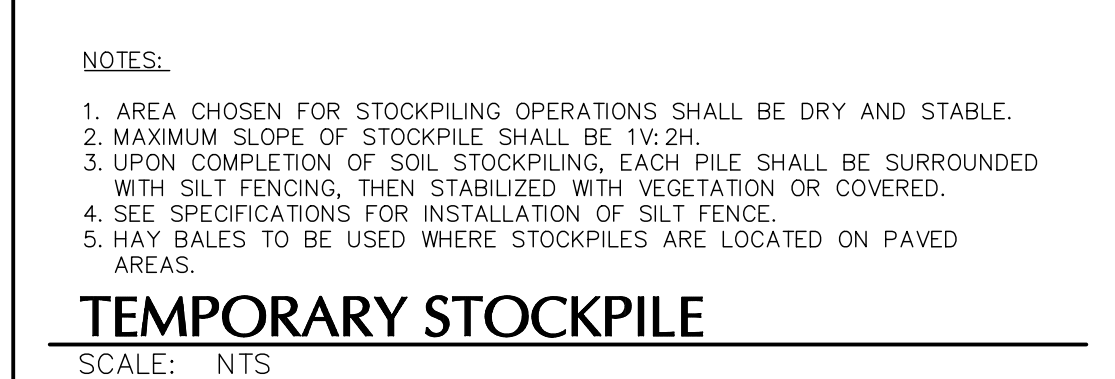 NOTES:
1. AREA CHOSEN FOR STOCKPILING OPERATIONS SHALL BE DRY AND STABLE.
2. MAXIMUM SLOPE OF STOCKPILE SHALL BE 1V:2H.
3. UPON COMPLETION OF SOIL STOCKPILING, EACH PILE SHALL BE SURROUNDED
WITH SILT FENCING, THEN STABILIZED WITH VEGETATION OR COVERED.
4. SEE SPECIFICATIONS FOR INSTALLATION OF SILT FENCE.
5. HAY BALES TO BE USED WHERE STOCKPILES ARE LOCATED ON PAVED
AREAS.
TEMPORARY STOCKPILE
SCALE: NTS